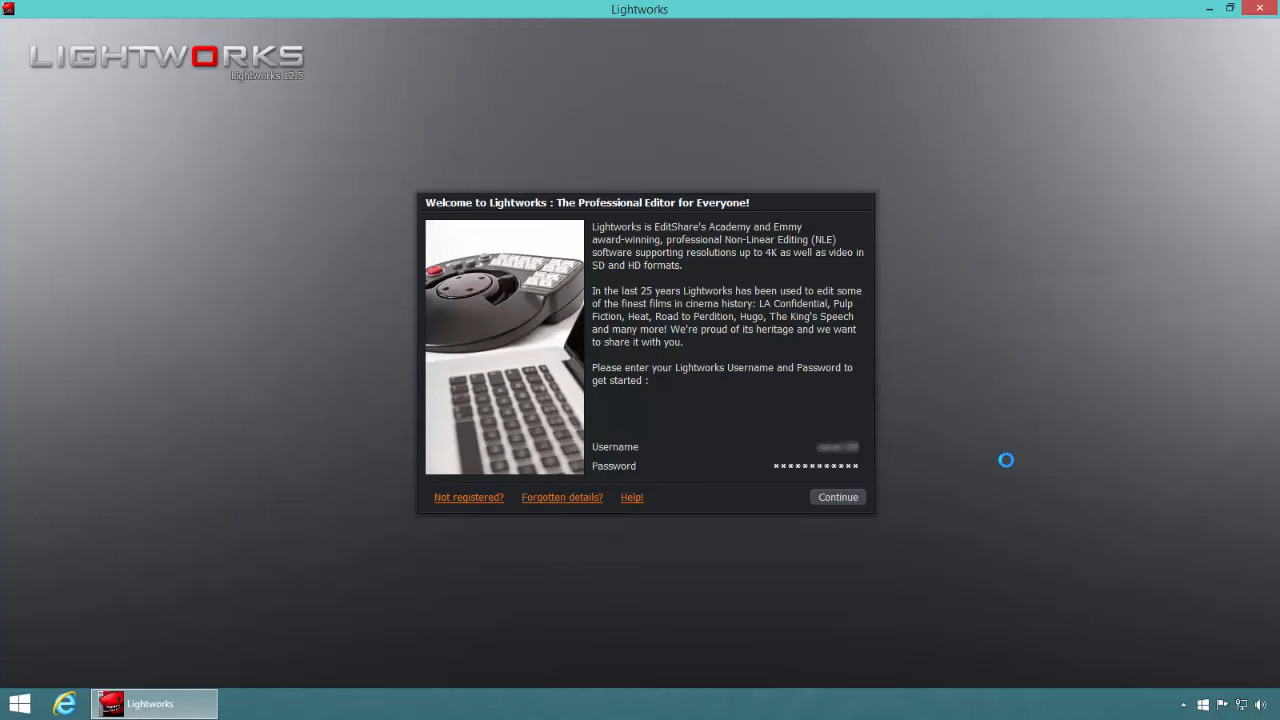 Lightworks
LIGHTWORKS
Lightworks 12.5
Welcome to Lightworks : The Professional Editor for Everyone!
Lightworks is EditShare's Academy and Emmy
award-winning, professional Non-Linear Editing (NLE)
software supporting resolutions up to 4K as well as video in
SD and HD formats.
In the last 25 years Lightworks has been used to edit some
of the finest films in cinema history: LA Confidential, Pulp
Fiction, Heat, Road to Perdition, Hugo, The King's Speech
and many more! We're proud of its heritage and we want
to share it with you.
Please enter your Lightworks Username and Password to
get started :
Username
Password ************
Not registered? Forgotten details? Help! Continue
Lightworks